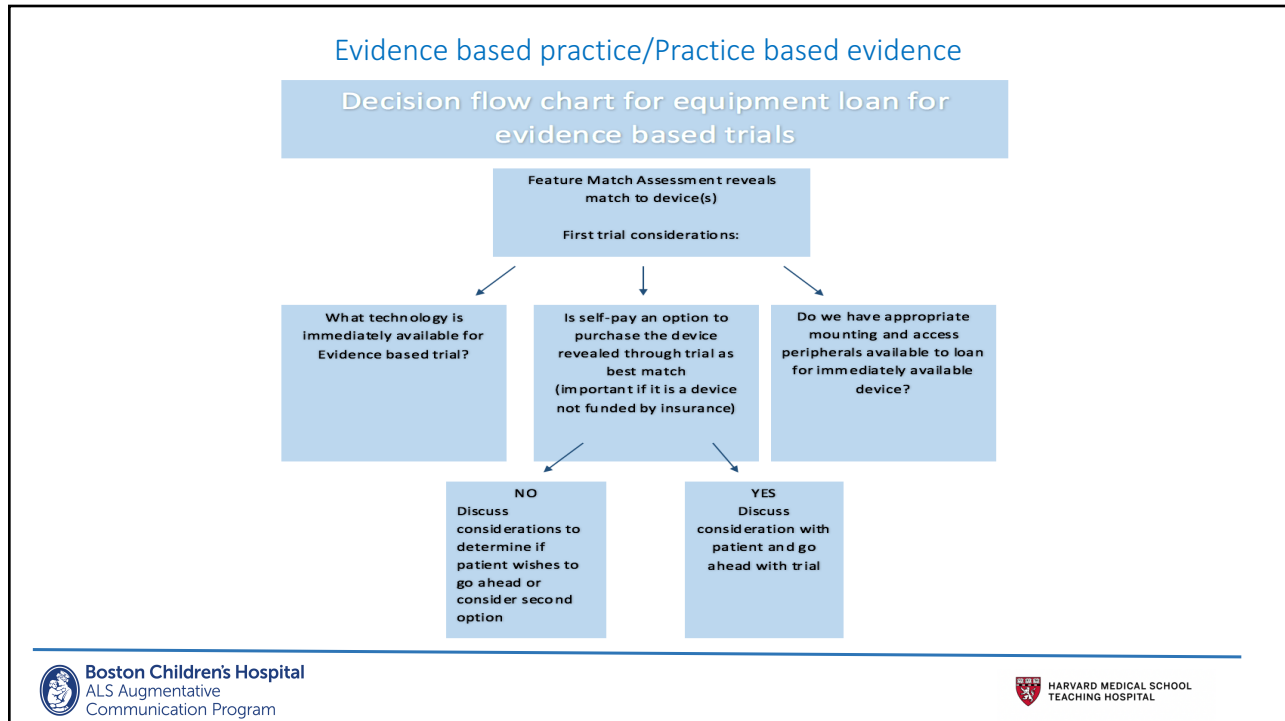 Evidence based practice/Practice based evidence
Decision flow chart for equipment loan for
evidence based trials
Feature Match Assessment reveals
match to device(s)
First trial considerations:
What technology is
immediately available for
Evidence based trial?
Is self-pay an option to
purchase the device
revealed through trial as
best match
(important if it is a device
not funded by insurance)
Do we have appropriate
mounting and access
peripherals available to loan
for immediately available
device?
NO
Discuss
considerations to
determine if
patient wishes to
go ahead or
consider second
option
YES
Discuss
consideration with
patient and go
ahead with trial
Boston Children's Hospital
ALS Augmentative
Communication Program
HARVARD MEDICAL SCHOOL
TEACHING HOSPITAL